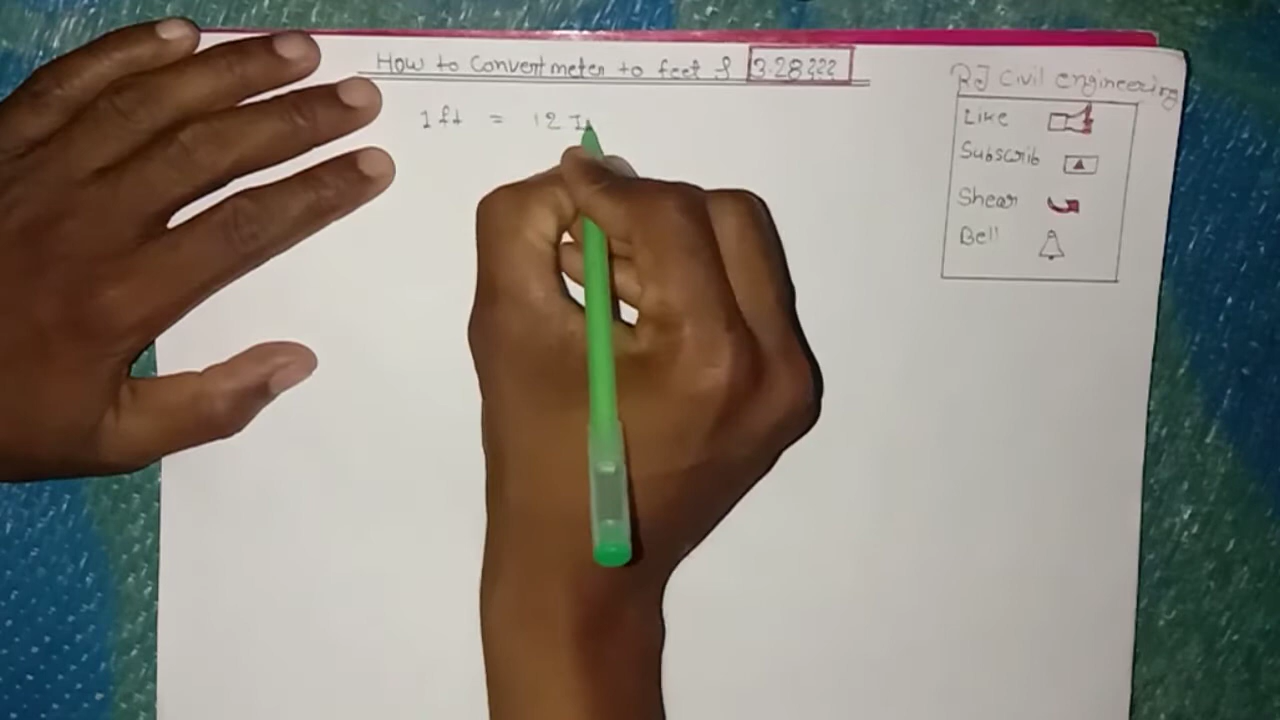 How to Convert meter to feet & 3.28???
1 ft = 12 I
RJ Civil engineering
Like
Subscrib
Shear
Bell